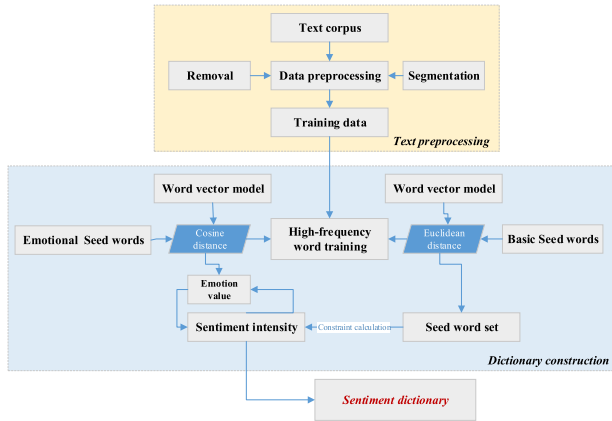 Text corpus
Removal
Data preprocessing
Segmentation
Training data
Text preprocessing
Word vector model
Word vector model
Emotional Seed words
Cosine
distance
High-frequency
word training
Euclidean
distance
Basic Seed words
Emotion
value
Sentiment intensity
Constraint calculation
Seed word set
Dictionary construction
Sentiment dictionary